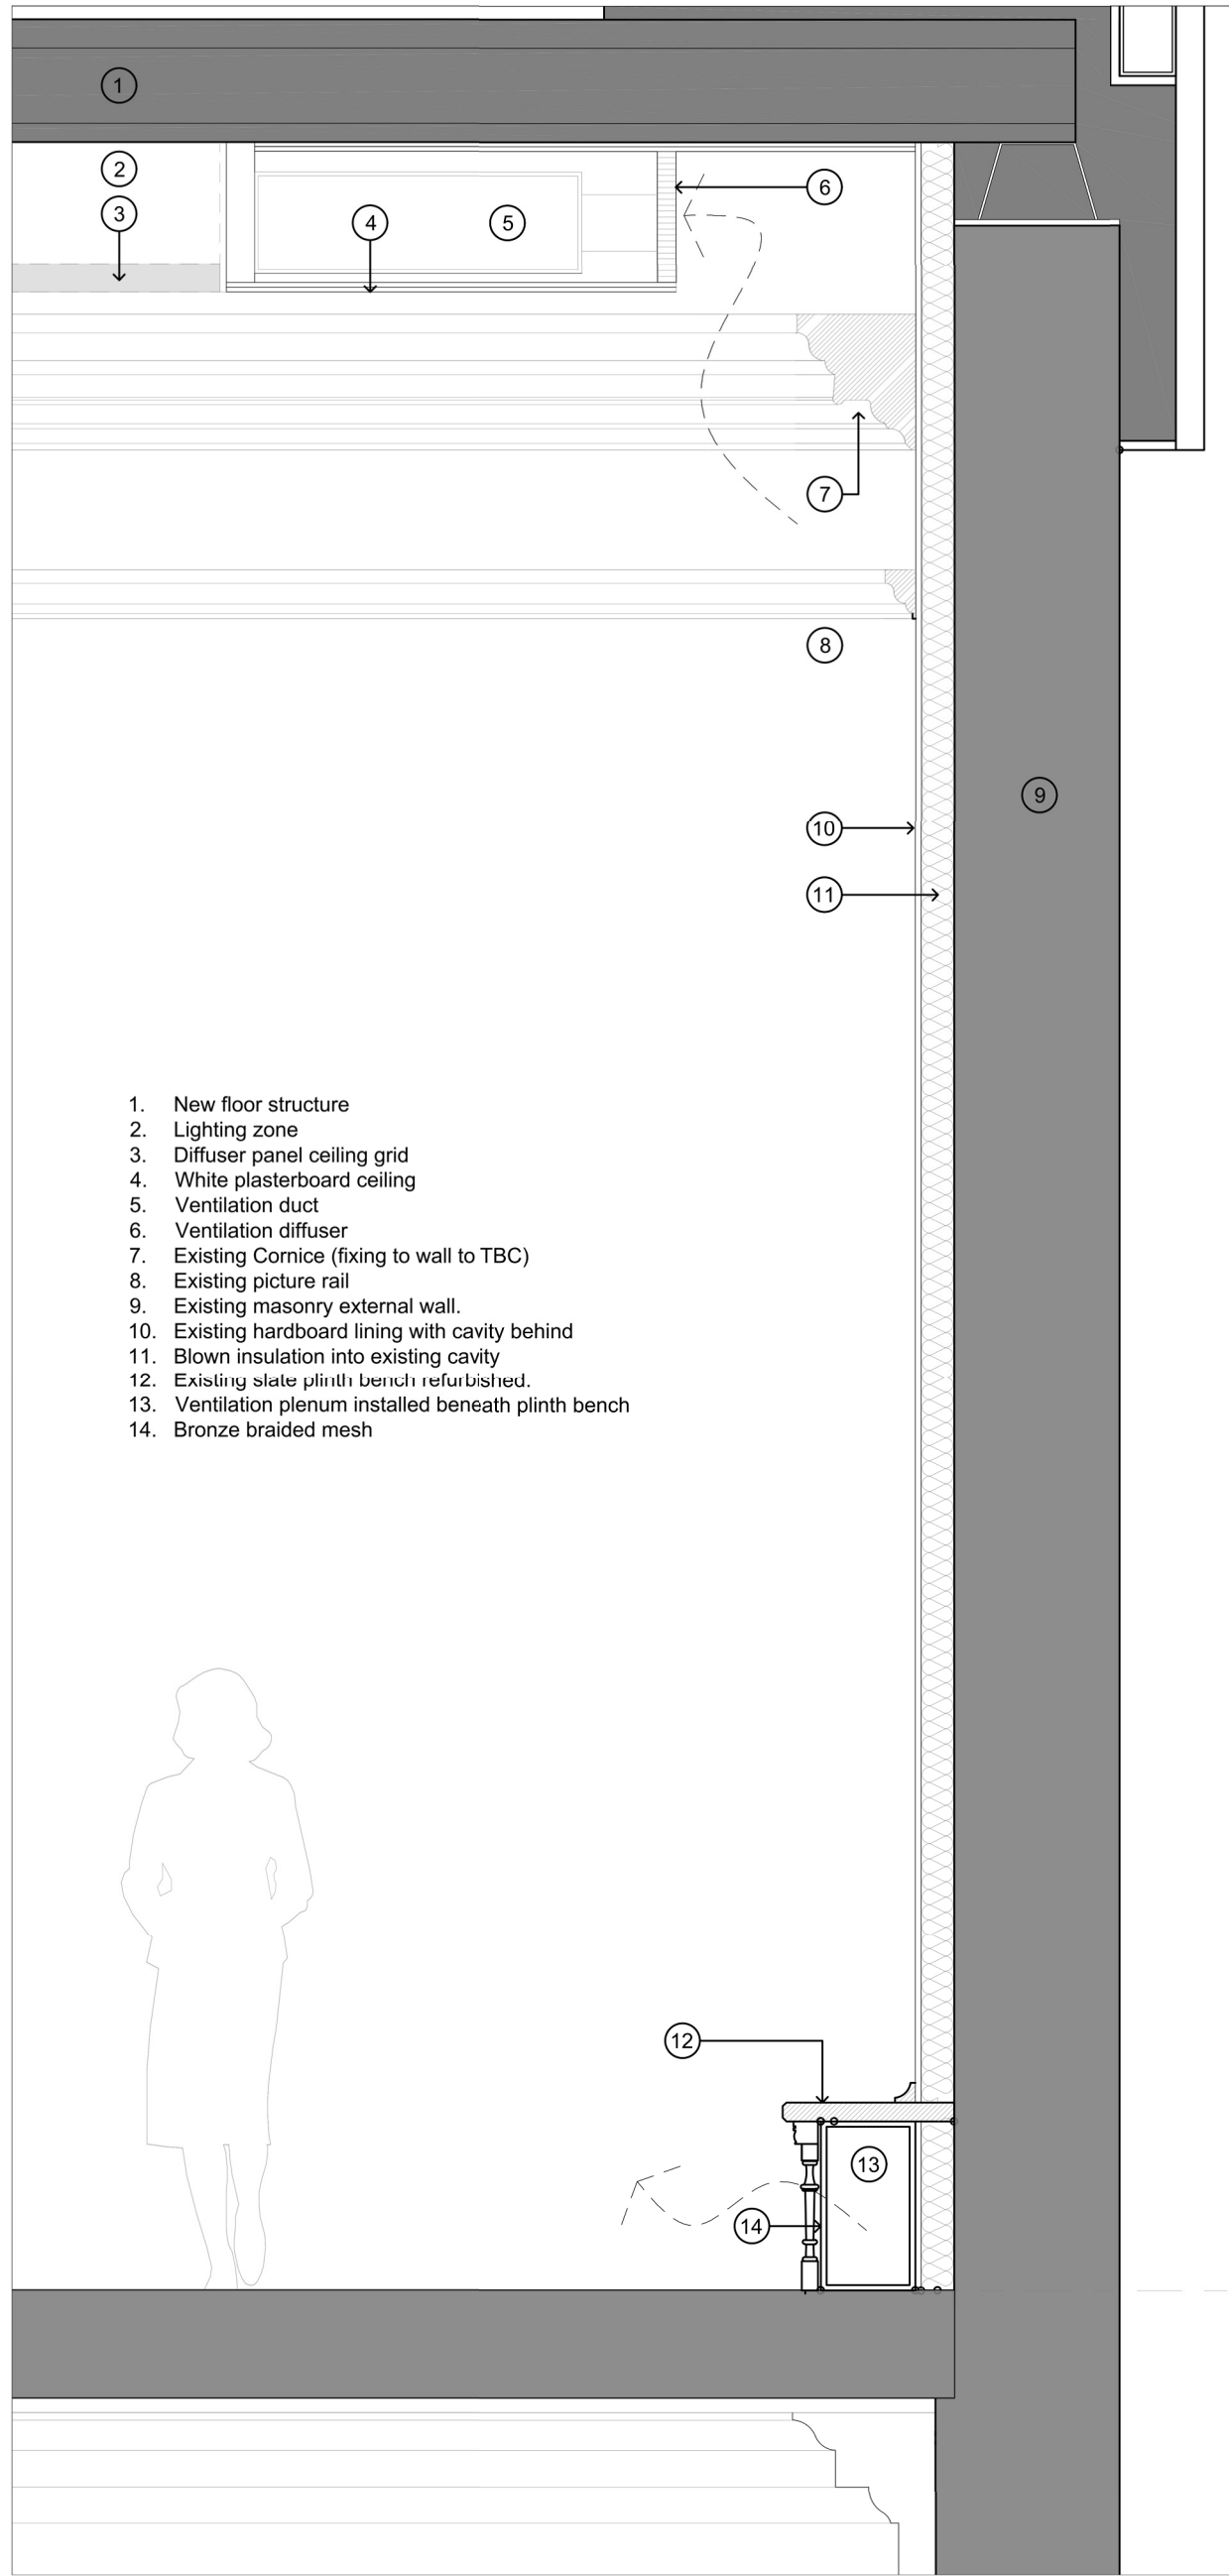 1
2
3
4
5
6
7
8
9
10
11
1. New floor structure
2. Lighting zone
3. Diffuser panel ceiling grid
4. White plasterboard ceiling
5. Ventilation duct
6. Ventilation diffuser
7. Existing Cornice (fixing to wall to TBC)
8. Existing picture rail
9. Existing masonry external wall.
10. Existing hardboard lining with cavity behind
11. Blown insulation into existing cavity
12. Existing slate plinth bench refurbished.
13. Ventilation plenum installed beneath plinth bench
14. Bronze braided mesh
12
13
14